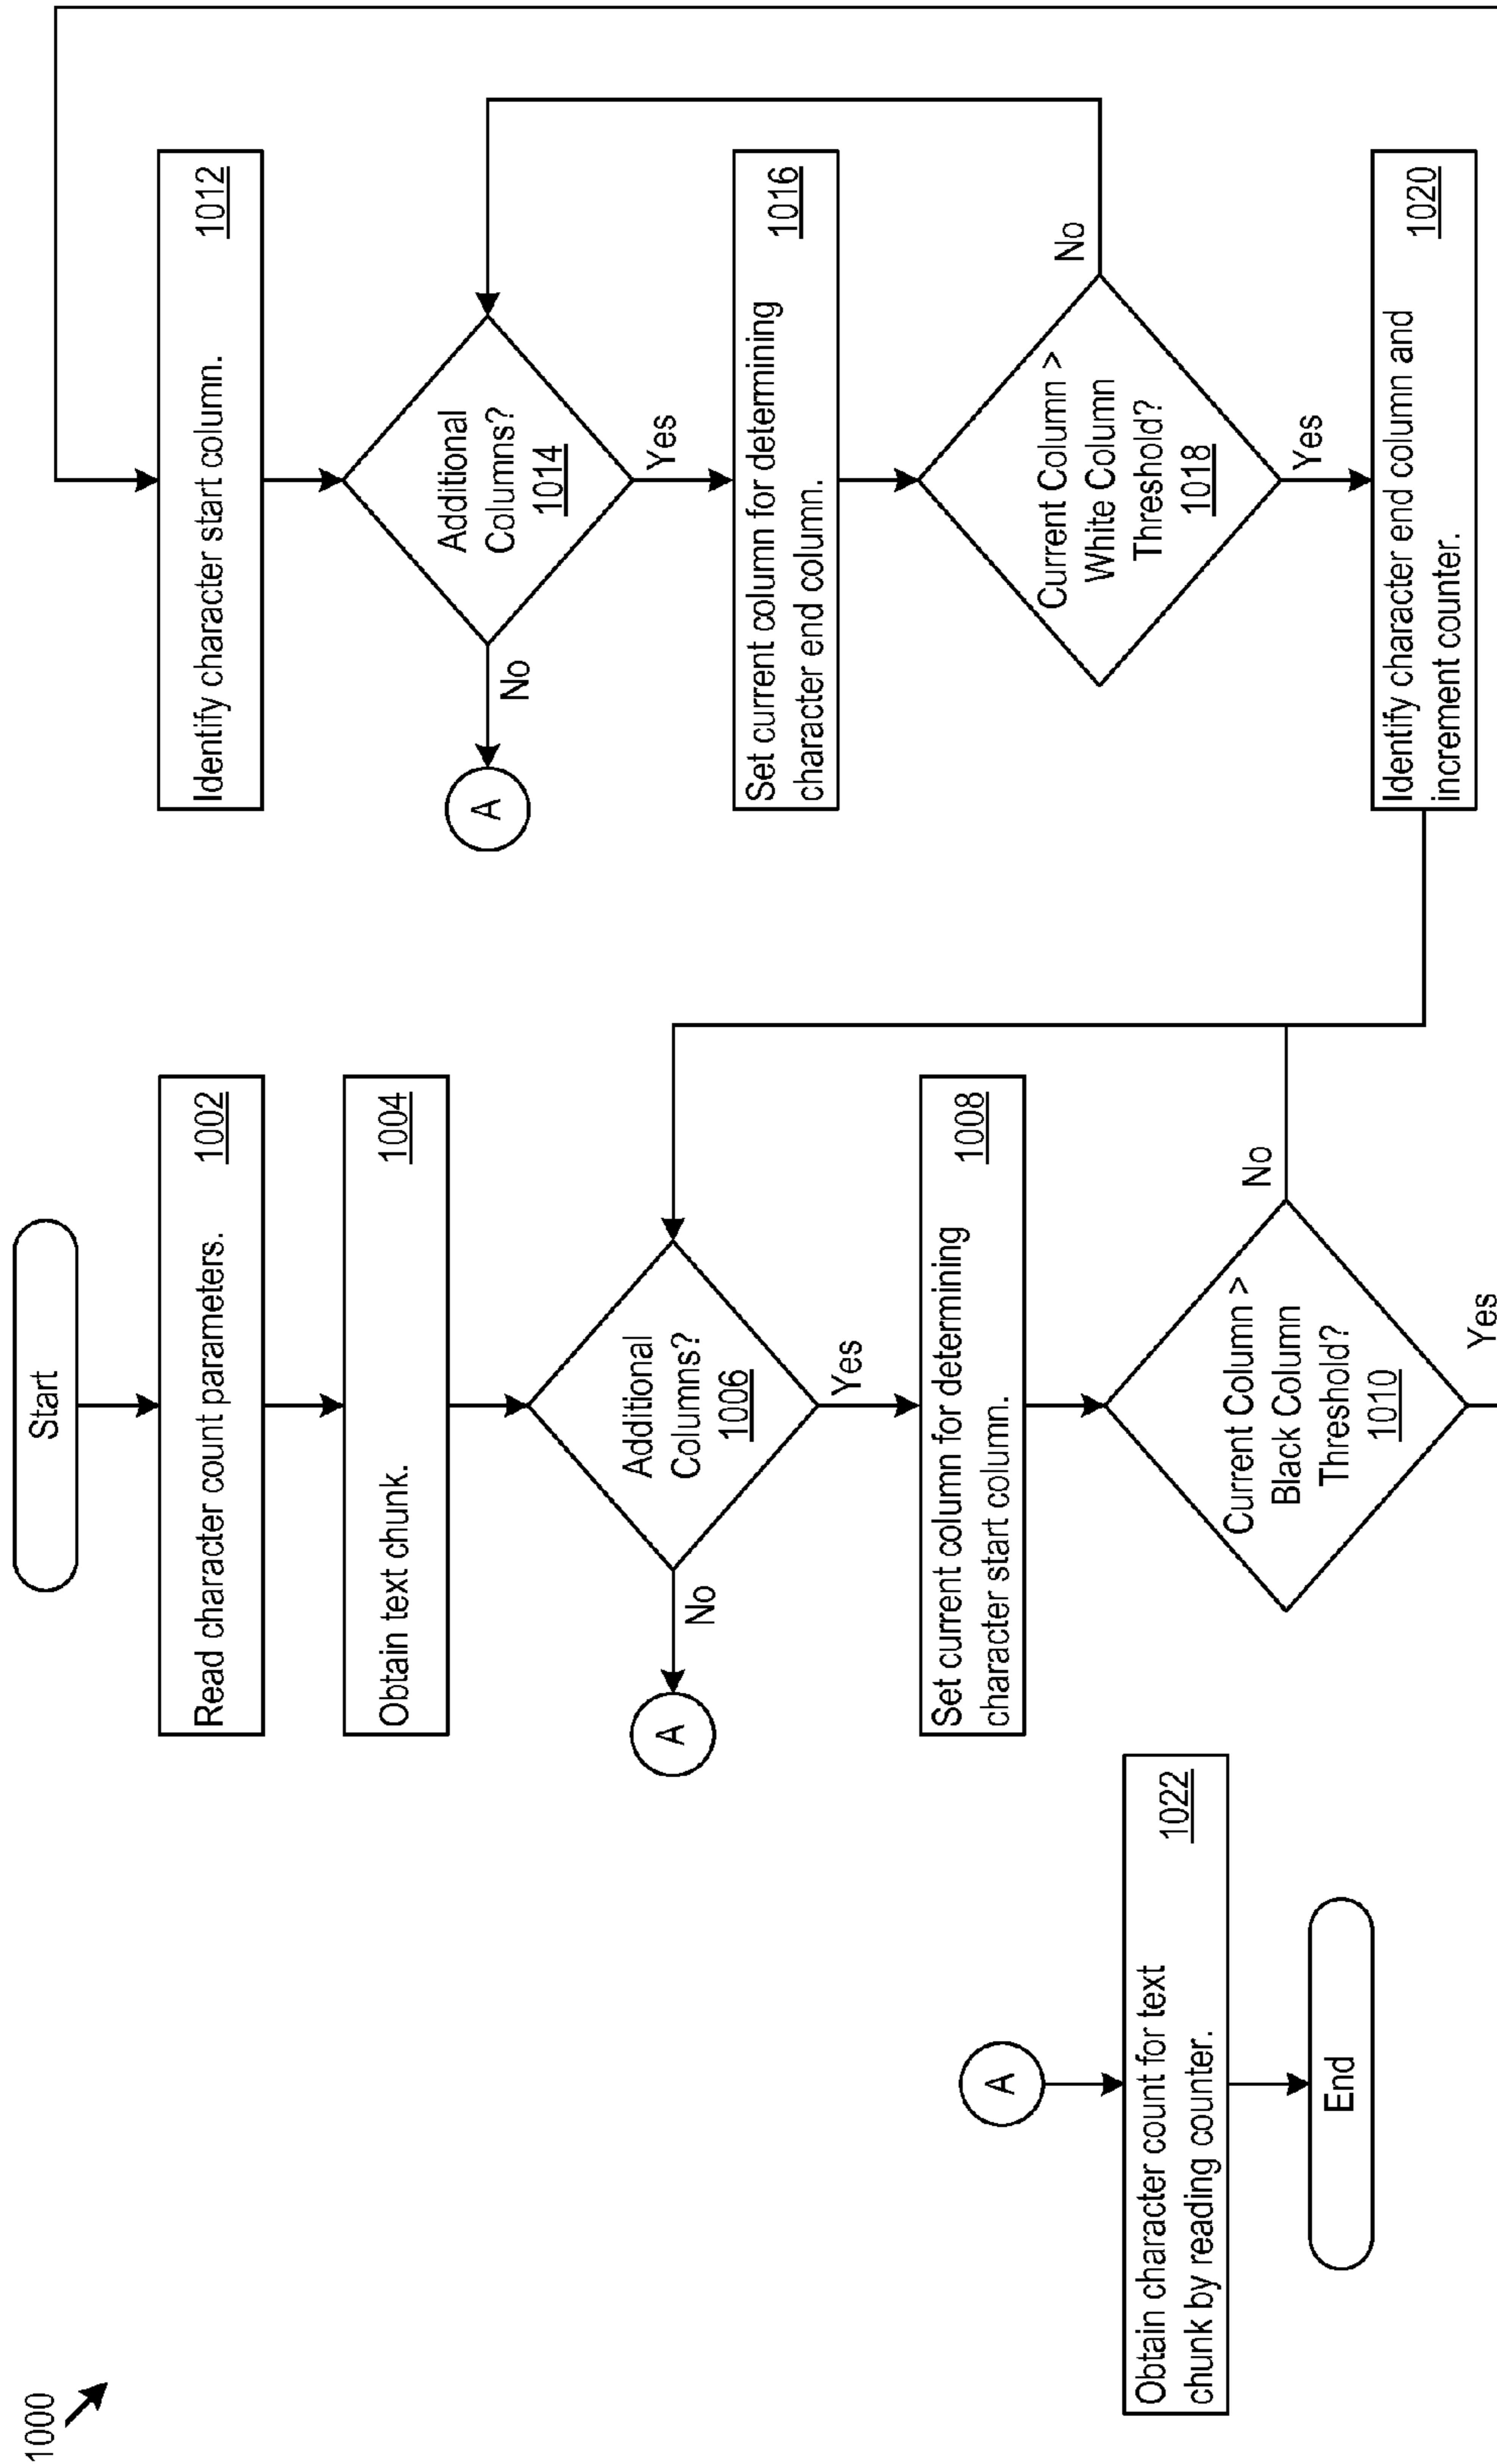 1000
Start
Read character count parameters.
1002
Obtain text chunk.
1004
Additional
Columns?
1006
No
A
Yes
Set current column for determining
character start column.
1008
Current Column >
Black Column
Threshold?
1010
No
Yes
Identify character start column.
1012
Additional
Columns?
1014
No
A
Yes
Set current column for determining
character end column.
1016
Current Column >
White Column
Threshold?
1018
No
Yes
Identify character end column and
increment counter.
1020
A
Obtain character count for text
chunk by reading counter.
1022
End